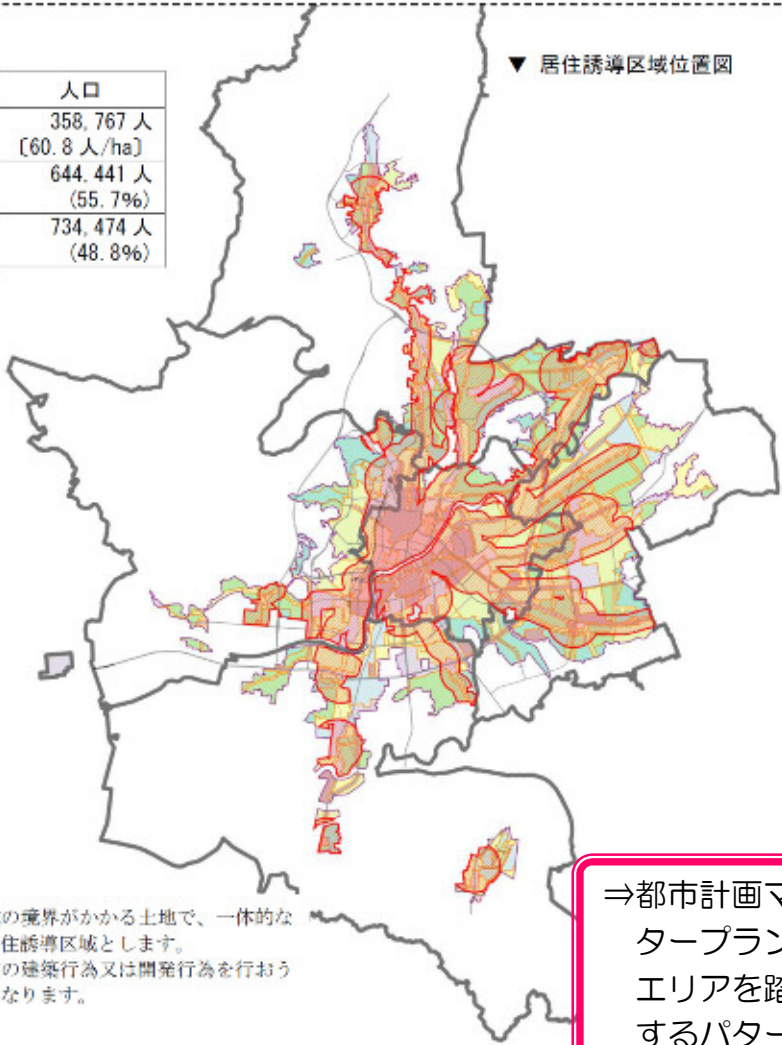 ▼ 居住誘導区域位置図
人口
358,767 人
〔60.8 人/ha〕
644,441 人
(55.7%)
734,474 人
(48.8%)
の境界がかかる土地で、一体的な
住誘導区域とします。
の建築行為又は開発行為を行おう
なります。
⇒都市計画マ
タープラン
エリアを踏
するパター